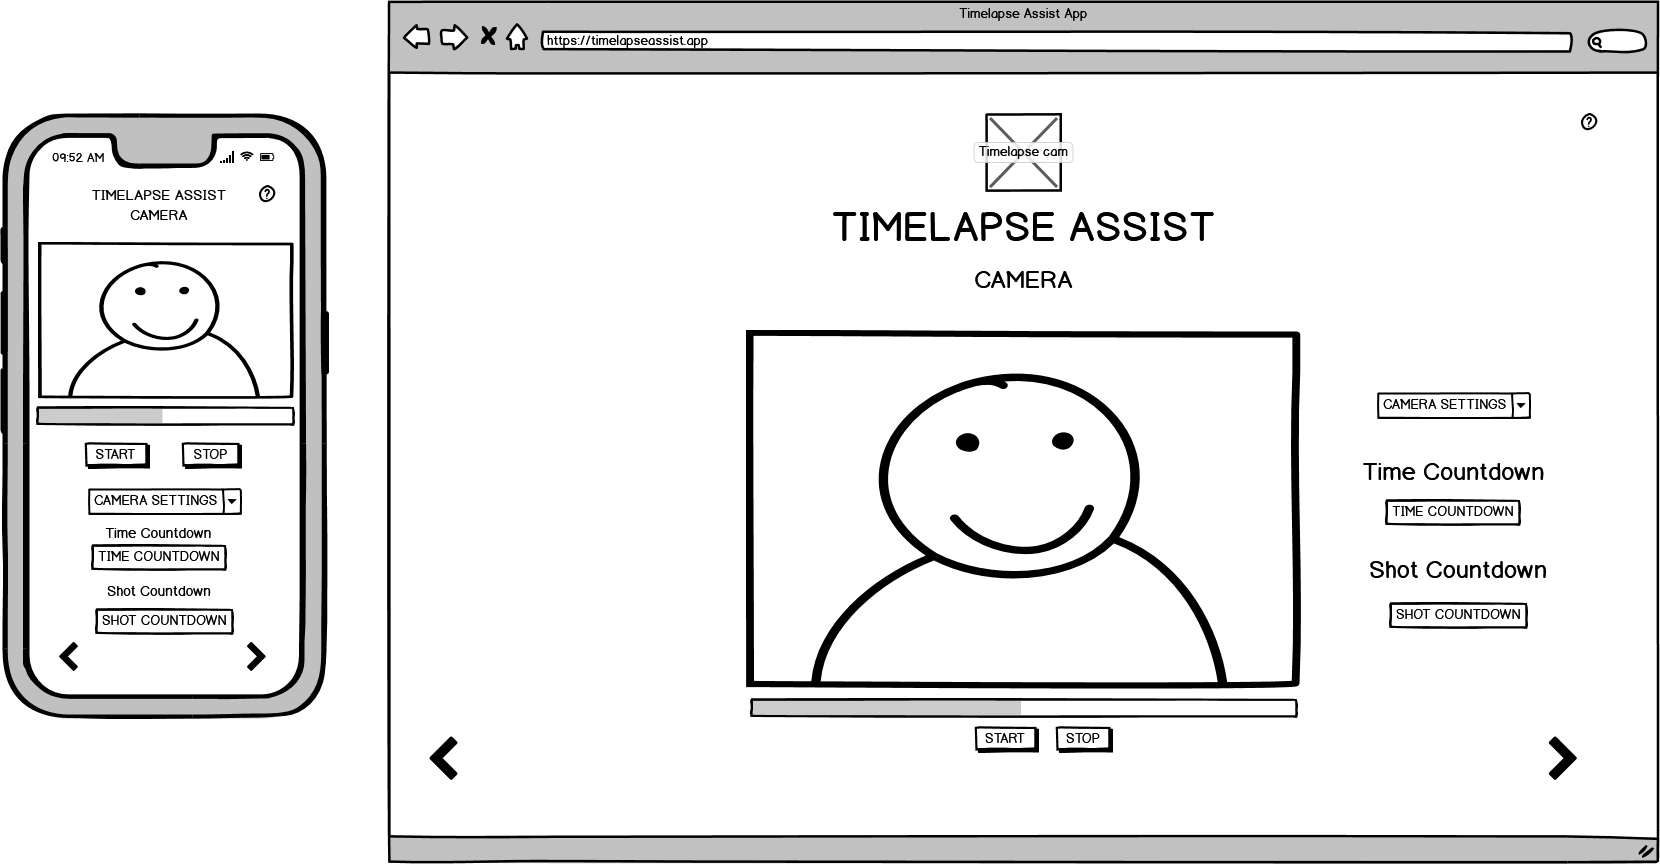 09:52 AM
TIMELAPSE ASSIST
?
CAMERA
START
STOP
CAMERA SETTINGS
Time Countdown
TIME COUNTDOWN
Shot Countdown
SHOT COUNTDOWN
Timelapse Assist App
https://timelapseassist.app
?
Timelapse cam
TIMELAPSE ASSIST
CAMERA
CAMERA SETTINGS
Time Countdown
TIME COUNTDOWN
Shot Countdown
SHOT COUNTDOWN
START
STOP